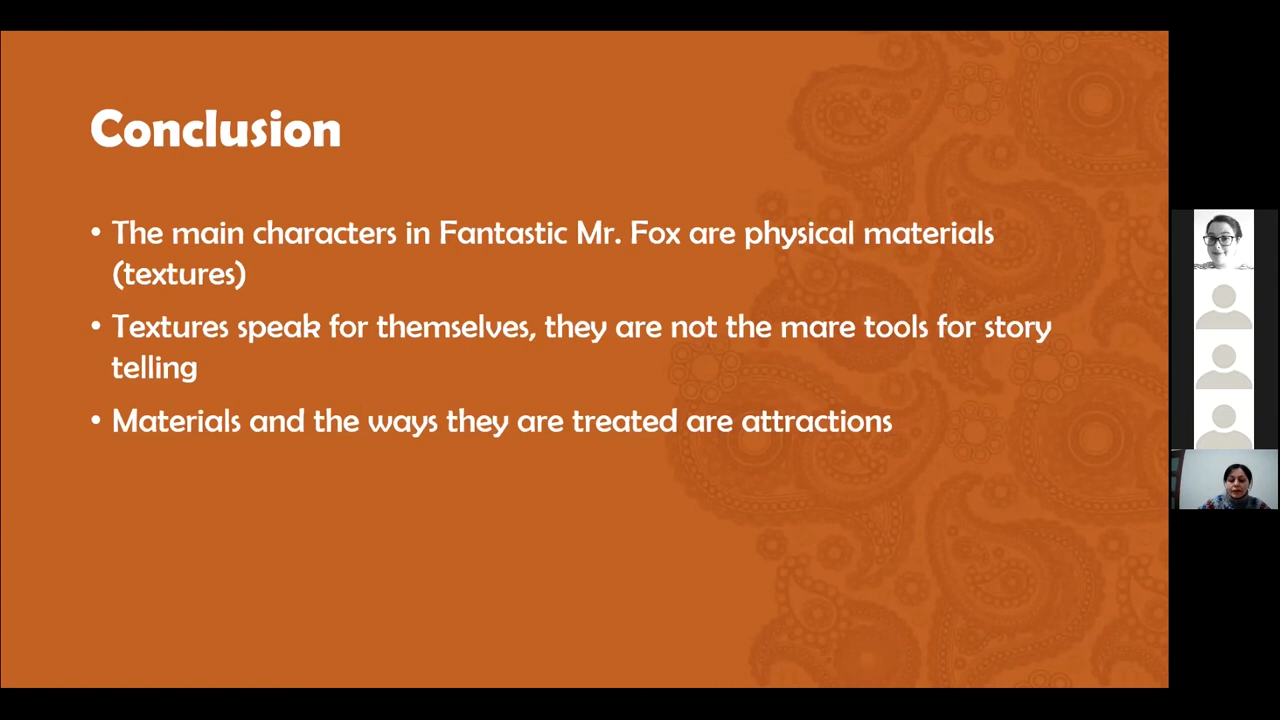 Conclusion
• The main characters in Fantastic Mr. Fox are physical materials
(textures)
• Textures speak for themselves, they are not the mare tools for story
telling
• Materials and the ways they are treated are attractions